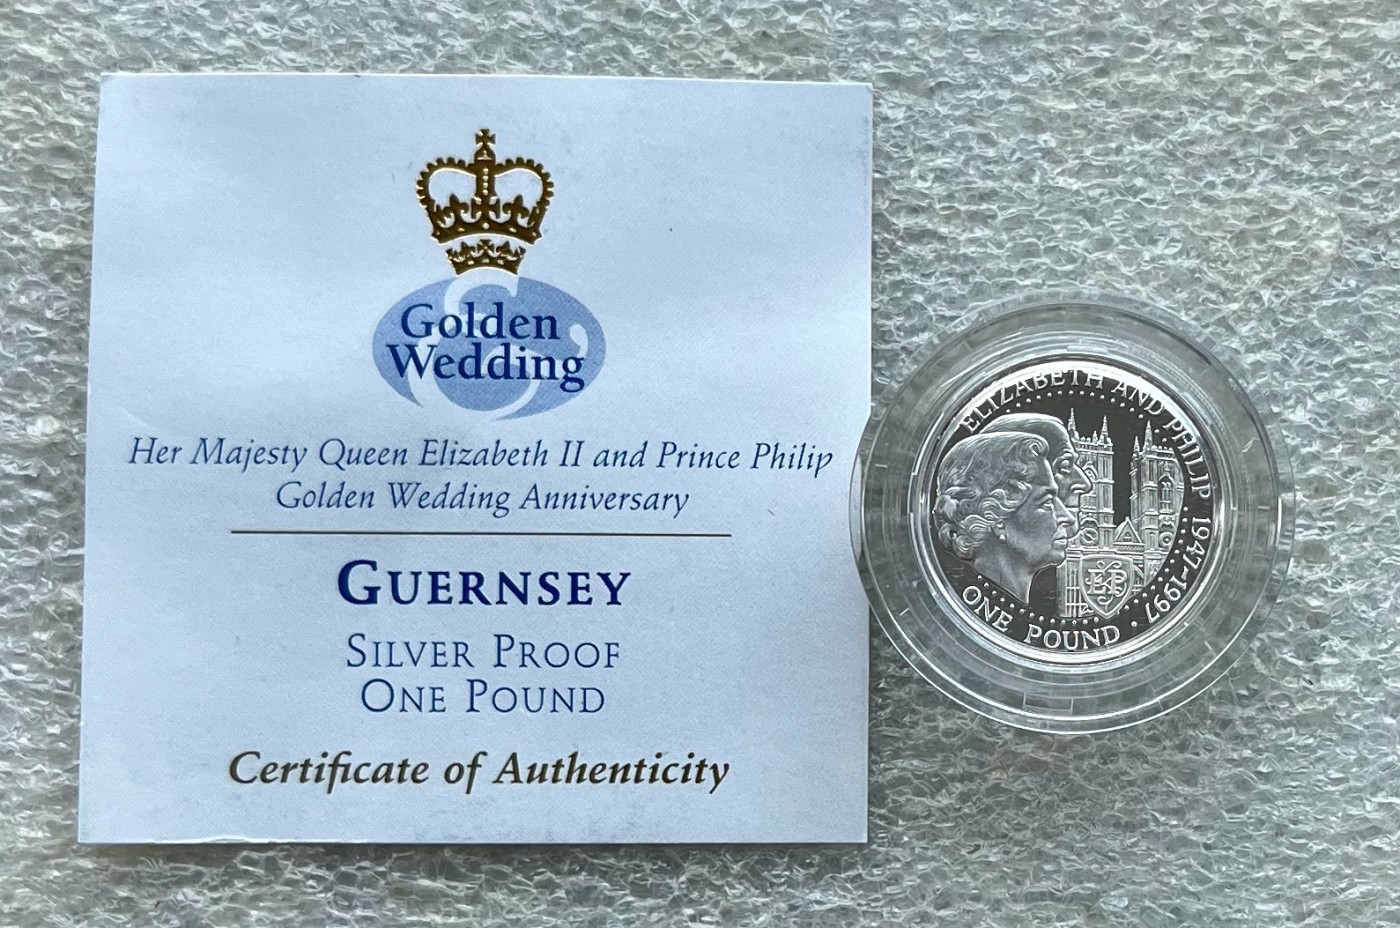 Golden
Wedding
Her Majesty Queen Elizabeth II and Prince Philip
Golden Wedding Anniversary
GUERNSEY
SILVER PROOF
ONE POUND
Certificate of Authenticity
ELIZABETH AND PHILIP 1947-1997
ONE POUND